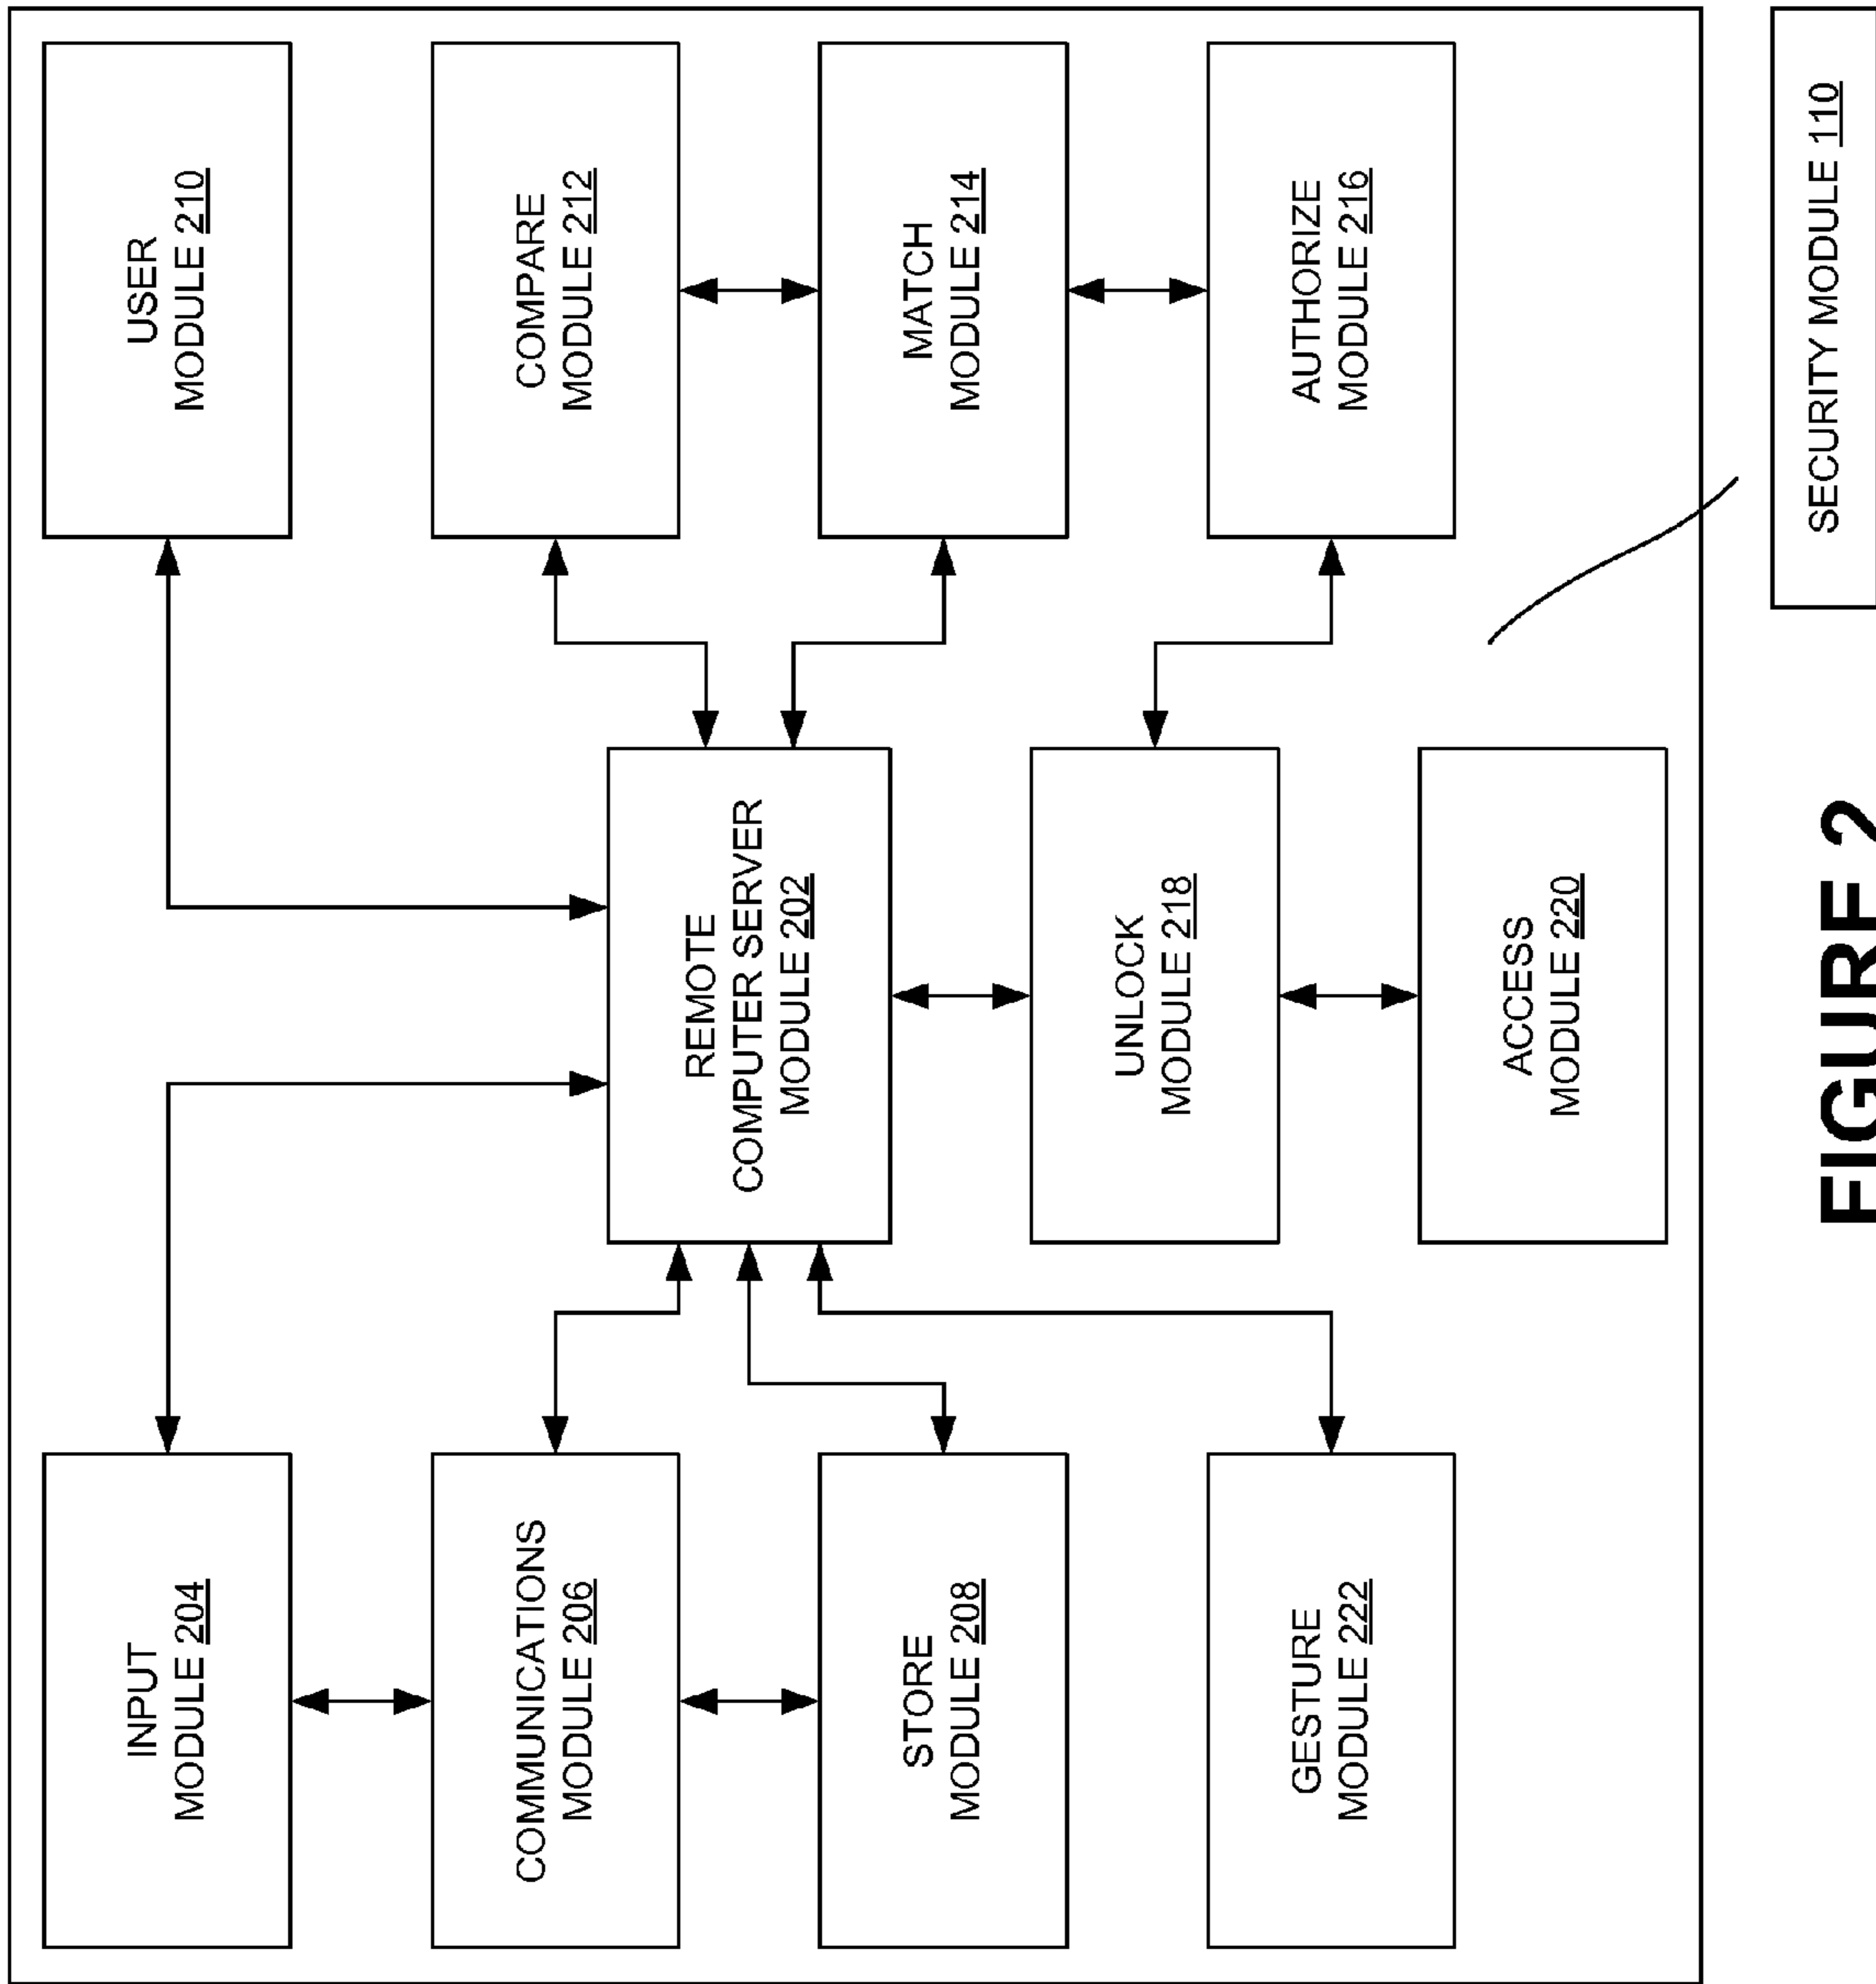 INPUT
MODULE 204
USER
MODULE 210
COMMUNICATIONS
MODULE 206
COMPARE
MODULE 212
REMOTE
COMPUTER SERVER
MODULE 202
STORE
MODULE 208
MATCH
MODULE 214
UNLOCK
MODULE 218
GESTURE
MODULE 222
AUTHORIZE
MODULE 216
ACCESS
MODULE 220
SECURITY MODULE 110
FIGURE 2